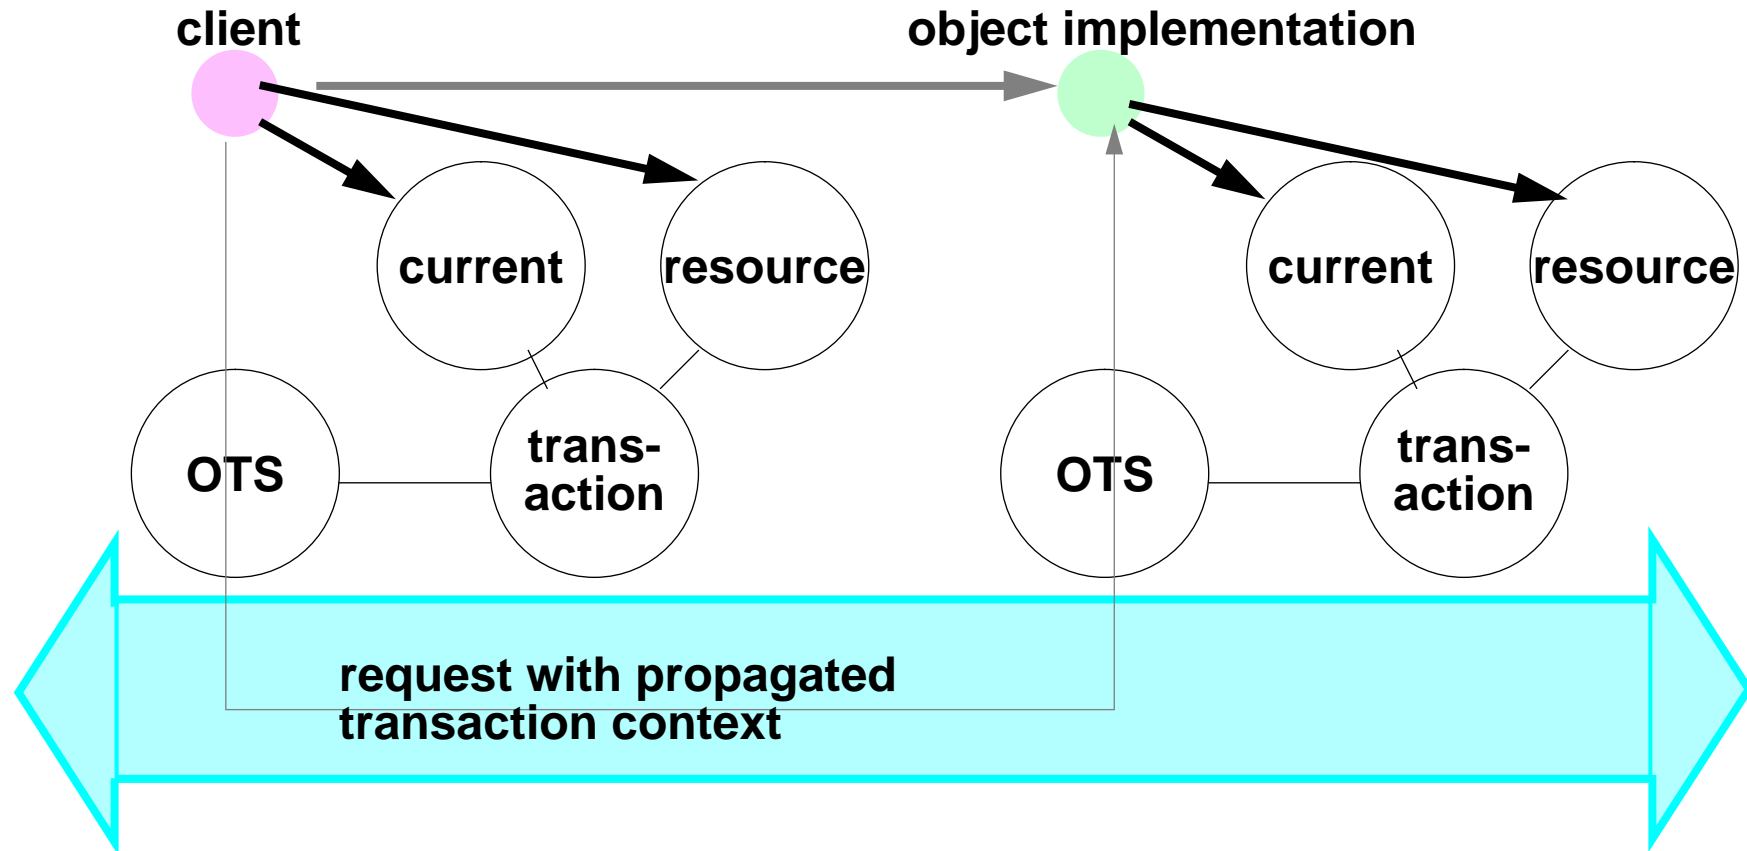 client
object implementation
current
resource
current
resource
OTS
trans-
action
OTS
trans-
action
request with propagated
transaction context